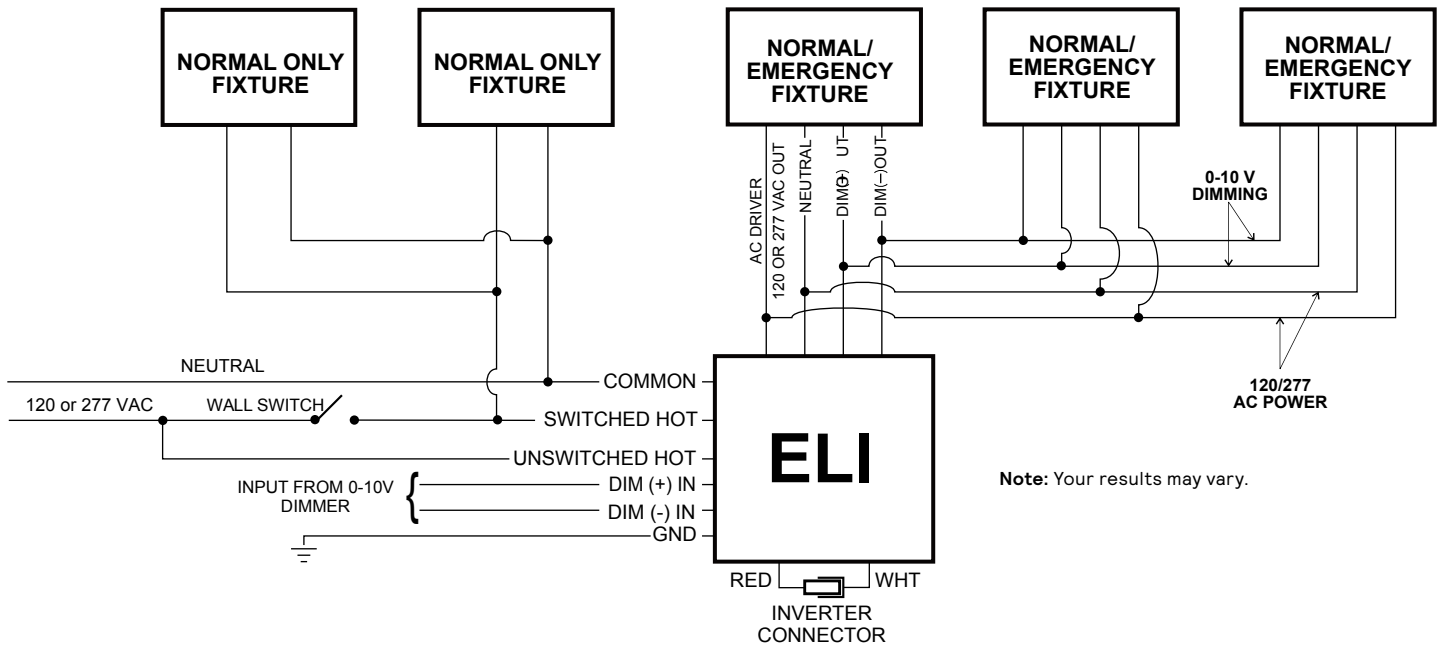 NORMAL ONLY
FIXTURE
NORMAL ONLY
FIXTURE
NORMAL/
EMERGENCY
FIXTURE
NORMAL/
EMERGENCY
FIXTURE
NORMAL/
EMERGENCY
FIXTURE
AC DRIVER
120 OR 277 VAC OUT
NEUTRAL
DIM(–)OUT
0-10 V
DIMMING
120/277
AC POWER
NEUTRAL
120 or 277 VAC
WALL SWITCH
COMMON
SWITCHED HOT
UNSWITCHED HOT
INPUT FROM 0-10V
DIMMER
DIM (+) IN
DIM (-) IN
GND
ELI
Note: Your results may vary.
RED
WHT
INVERTER
CONNECTOR